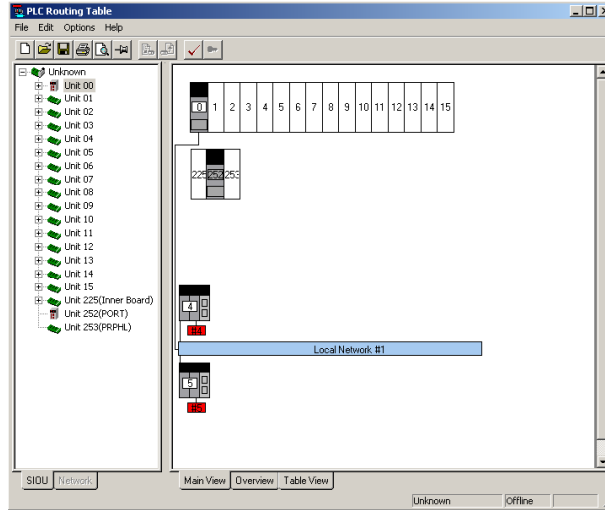 PLC Routing Table
File Edit Options Help
Unknown
Unit 00
Unit 01
Unit 02
Unit 03
Unit 04
Unit 05
Unit 06
Unit 07
Unit 08
Unit 09
Unit 10
Unit 11
Unit 12
Unit 13
Unit 14
Unit 15
Unit 225(Inner Board)
Unit 252(PORT)
Unit 253(PRPHL)
SIOU Network
0 1 2 3 4 5 6 7 8 9 10 11 12 13 14 15
225 252 253
4
#4
Local Network #1
5
#5
Main View Overview Table View
Unknown Offline